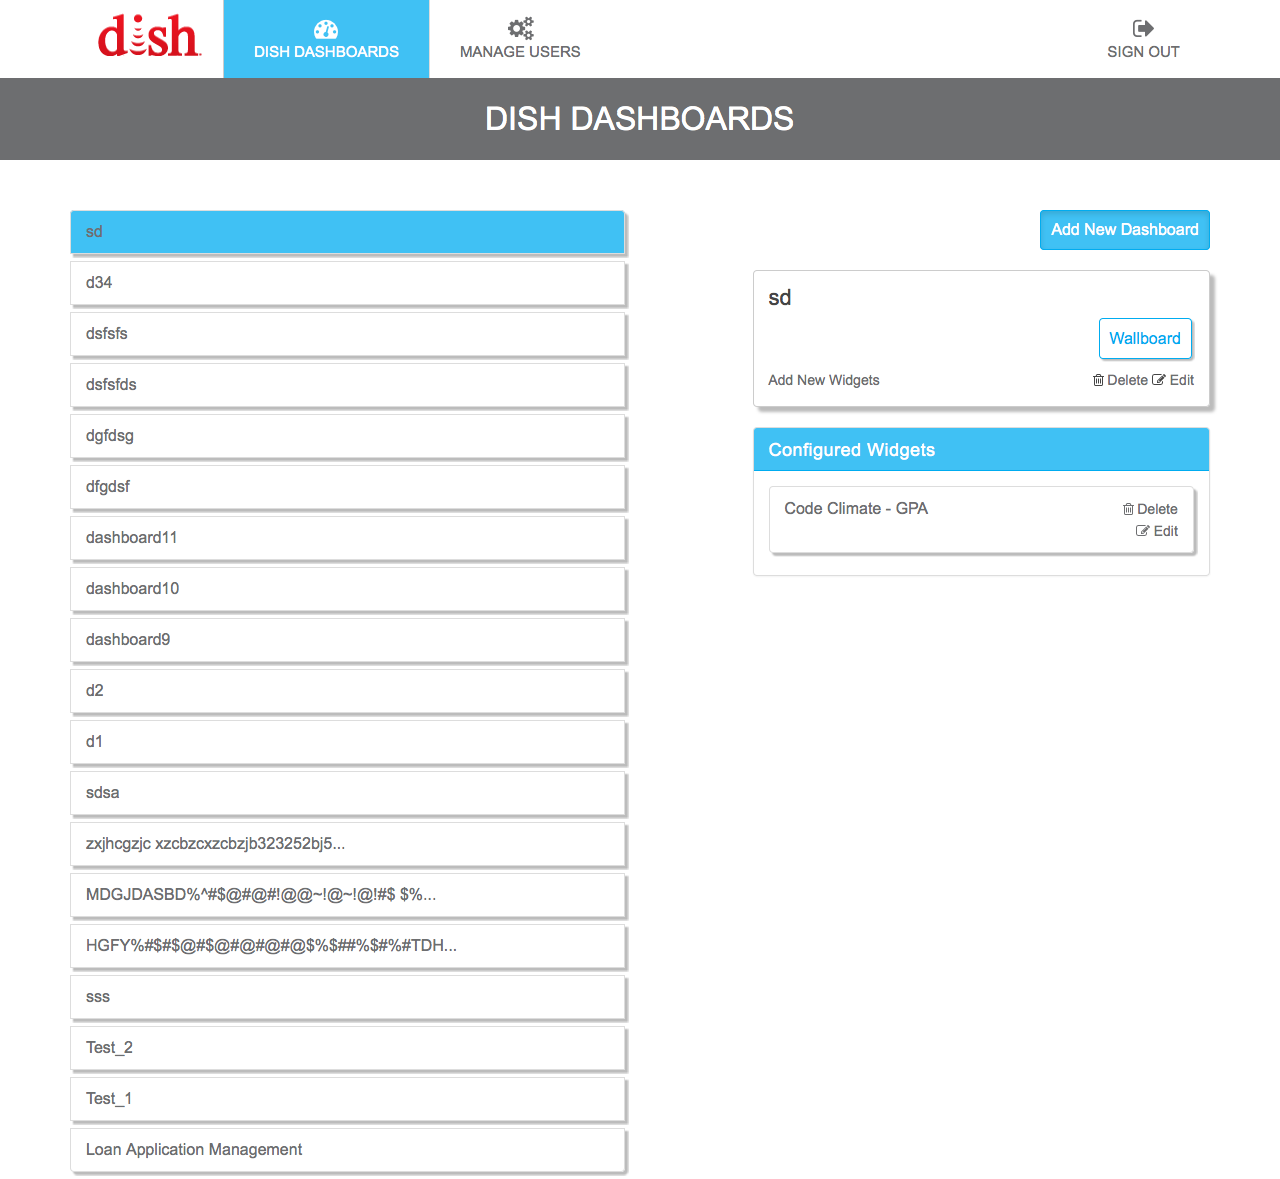 dish
DISH DASHBOARDS
MANAGE USERS
SIGN OUT
DISH DASHBOARDS
sd
d34
dsfsfs
dsfsfds
dgfdsg
dfgdsf
dashboard11
dashboard10
dashboard9
d2
d1
sdsa
zxjhcgzjc xzcbzcxzcbzjb323252bj5...
MDGJDASBD%^#$@#@#!@@~!@~!@!#$ $%...
HGFY%#$#$@#$@#@#@#@$%$##%$#%#TDH...
sss
Test_2
Test_1
Loan Application Management
Add New Dashboard
sd
Wallboard
Add New Widgets
Delete Edit
Configured Widgets
Code Climate - GPA
Delete
Edit